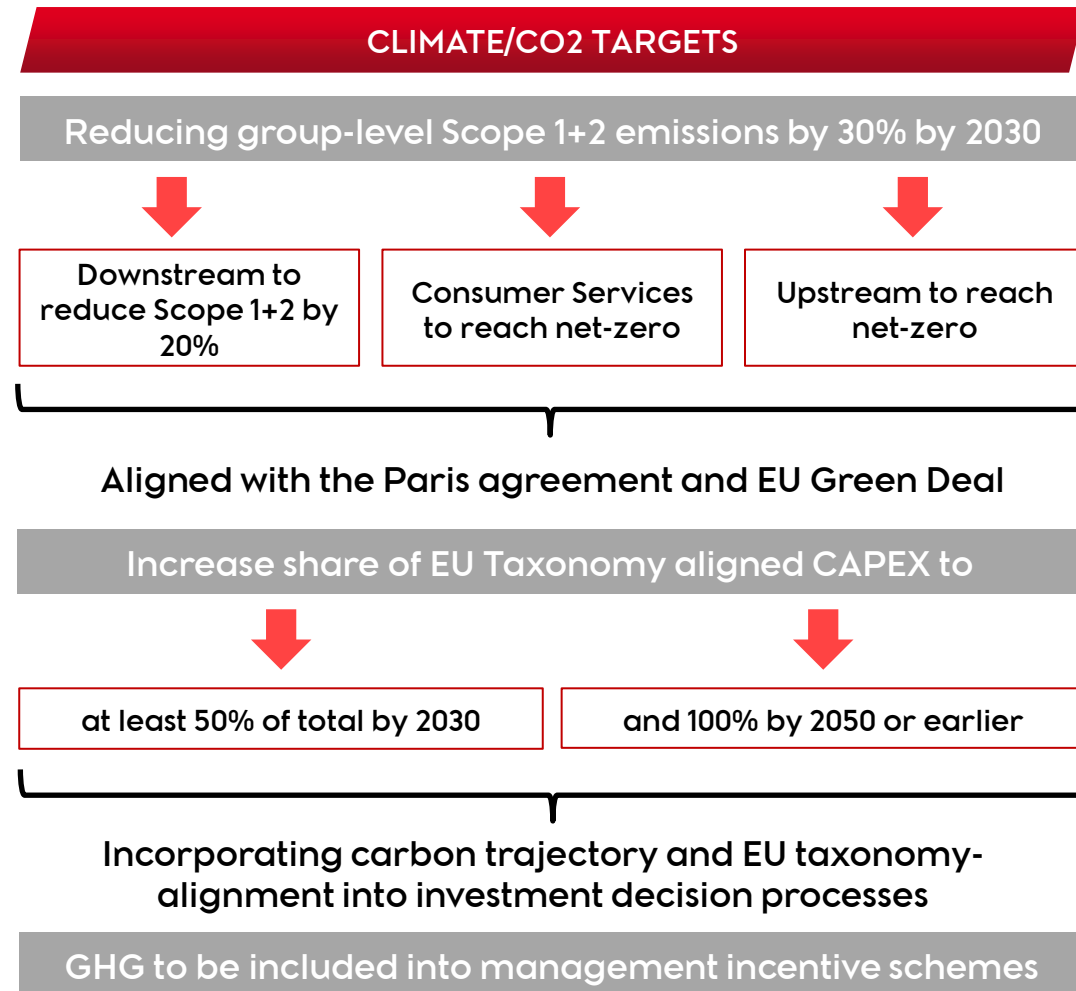 CLIMATE/CO2 TARGETS
Reducing group-level Scope 1+2 emissions by 30% by 2030
Downstream to
reduce Scope 1+2 by
20%
Consumer Services
to reach net-zero
Upstream to reach
net-zero
Aligned with the Paris agreement and EU Green Deal
Increase share of EU Taxonomy aligned CAPEX to
at least 50% of total by 2030
and 100% by 2050 or earlier
Incorporating carbon trajectory and EU taxonomy-
alignment into investment decision processes
GHG to be included into management incentive schemes